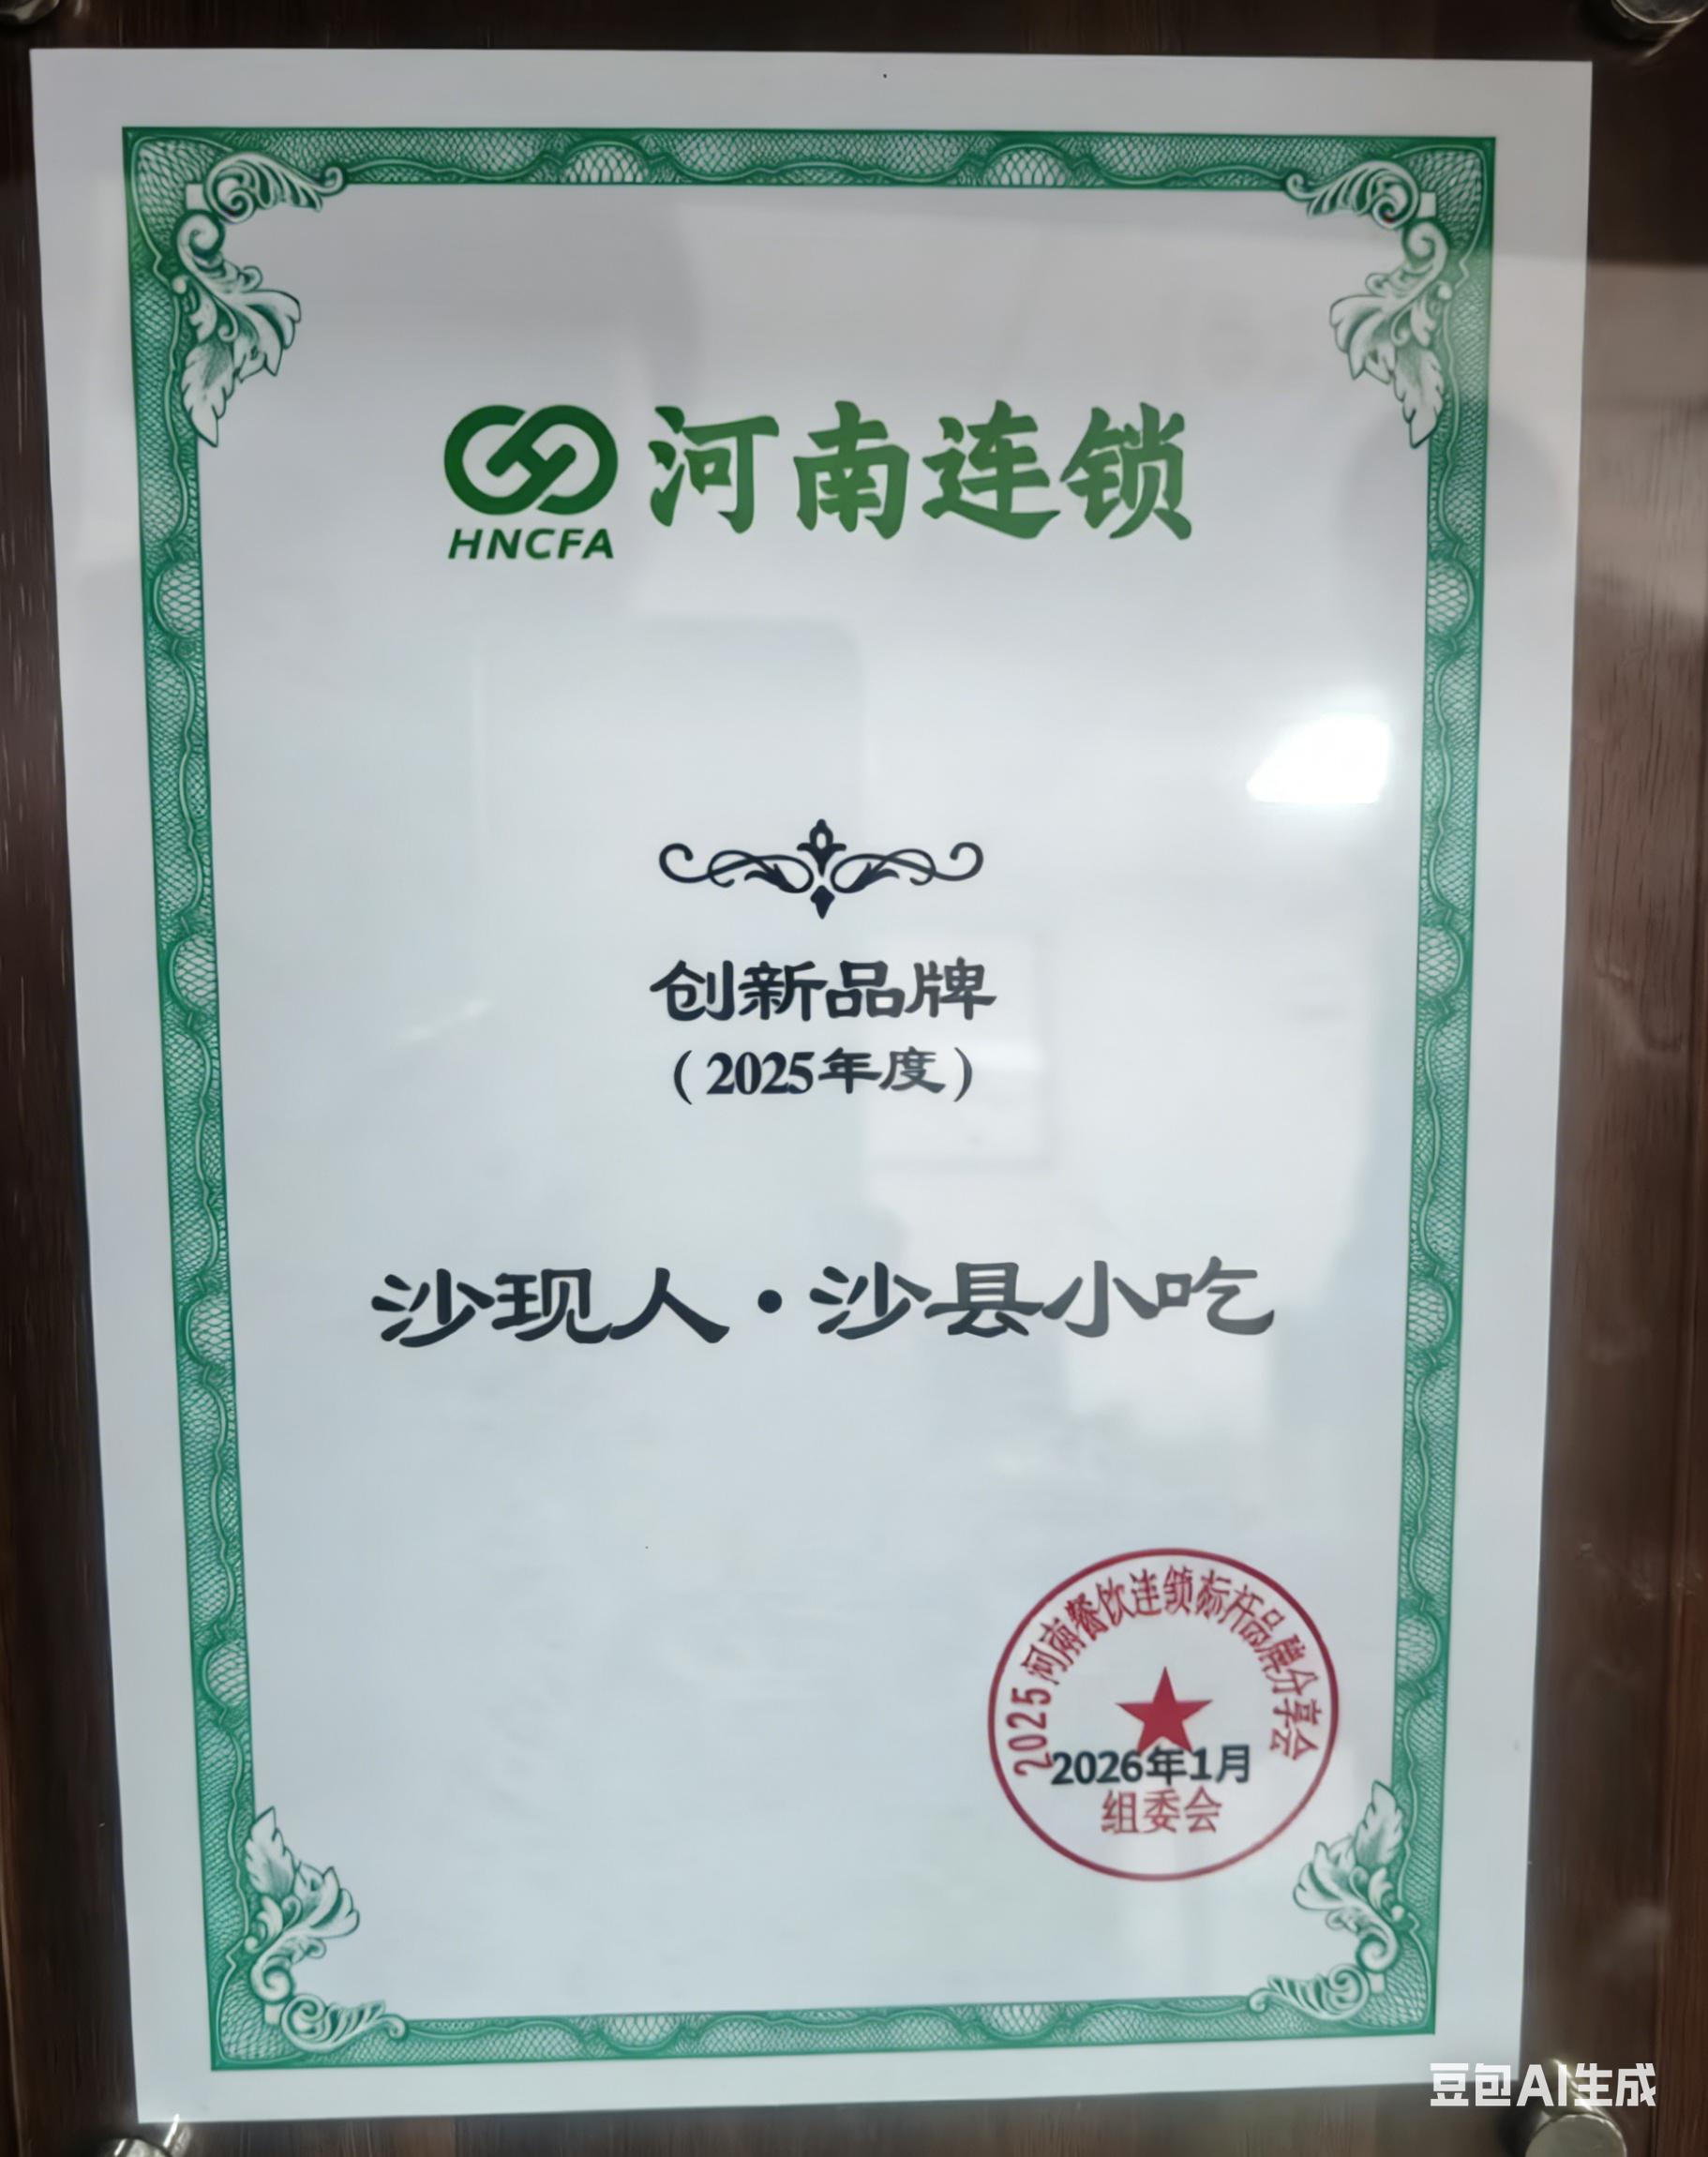 HNCFA 河南连锁
创新品牌
（2025年度）
沙现人·沙县小吃
2025河南餐饮连锁标杆品牌分享会
2026年1月
组委会
豆包AI生成